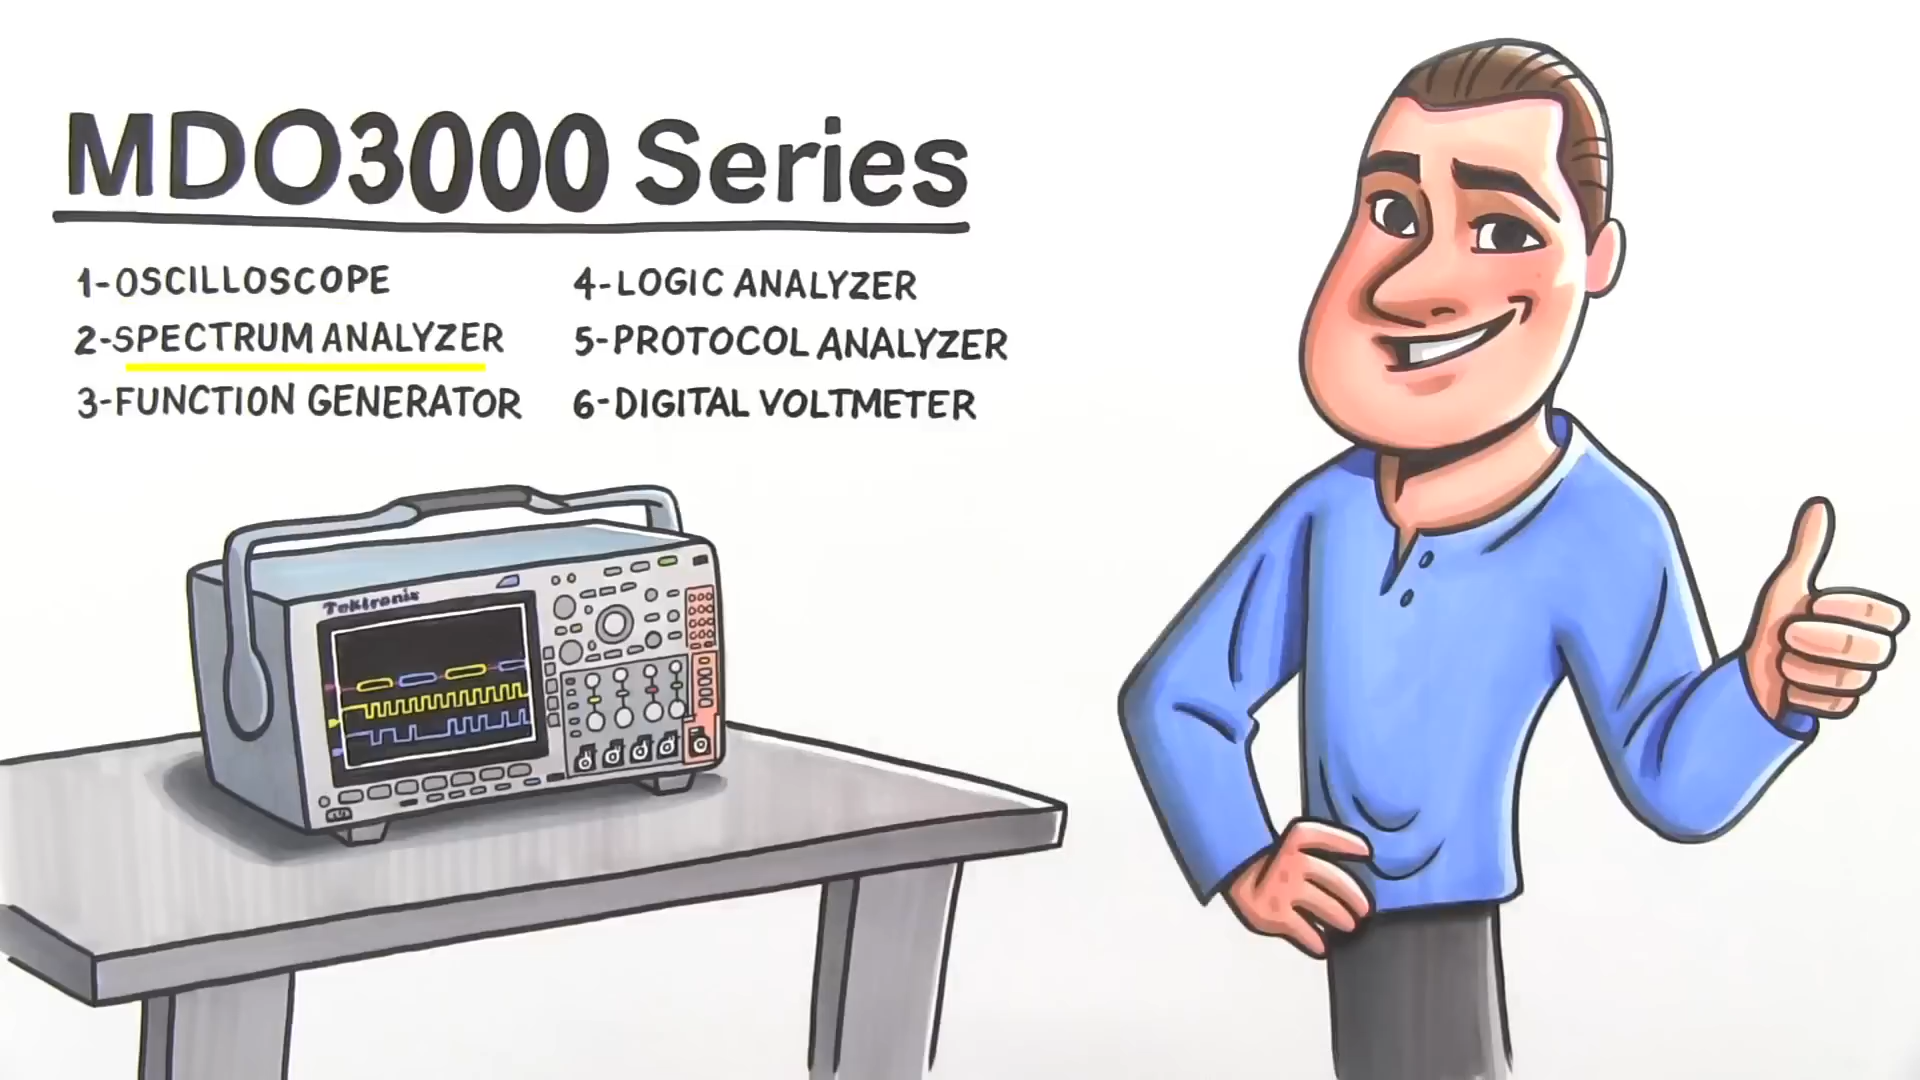 MDO3000 Series
1-OSCILLOSCOPE
2-SPECTRUM ANALYZER
3-FUNCTION GENERATOR
4-LOGIC ANALYZER
5-PROTOCOL ANALYZER
6-DIGITAL VOLTMETER
Tektronix